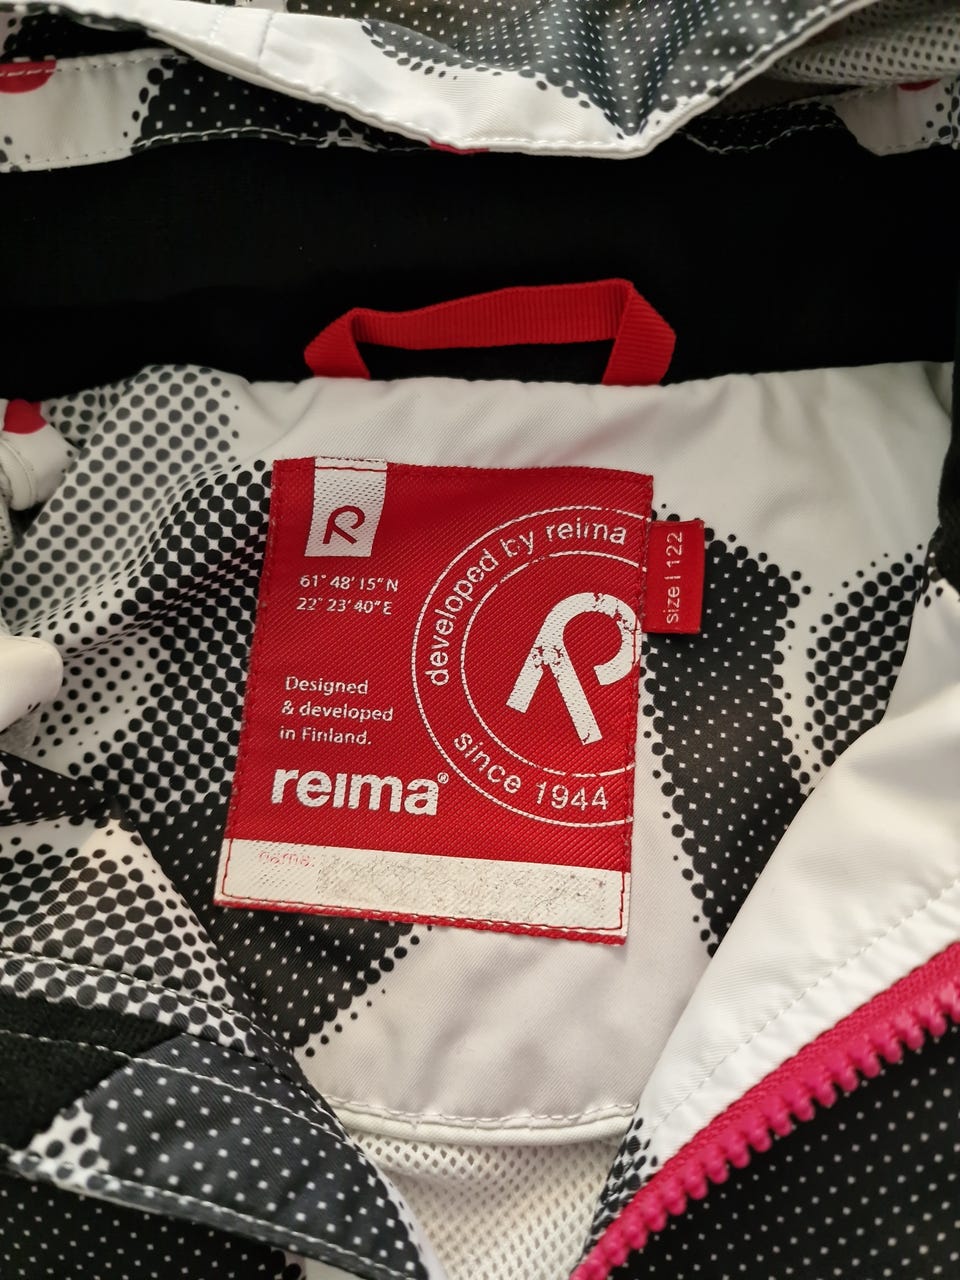 R
61° 48' 15" N
22° 23' 40" E
developed by reima
R
since 1944
size | 122
Designed
& developed
in Finland.
reima®
name: